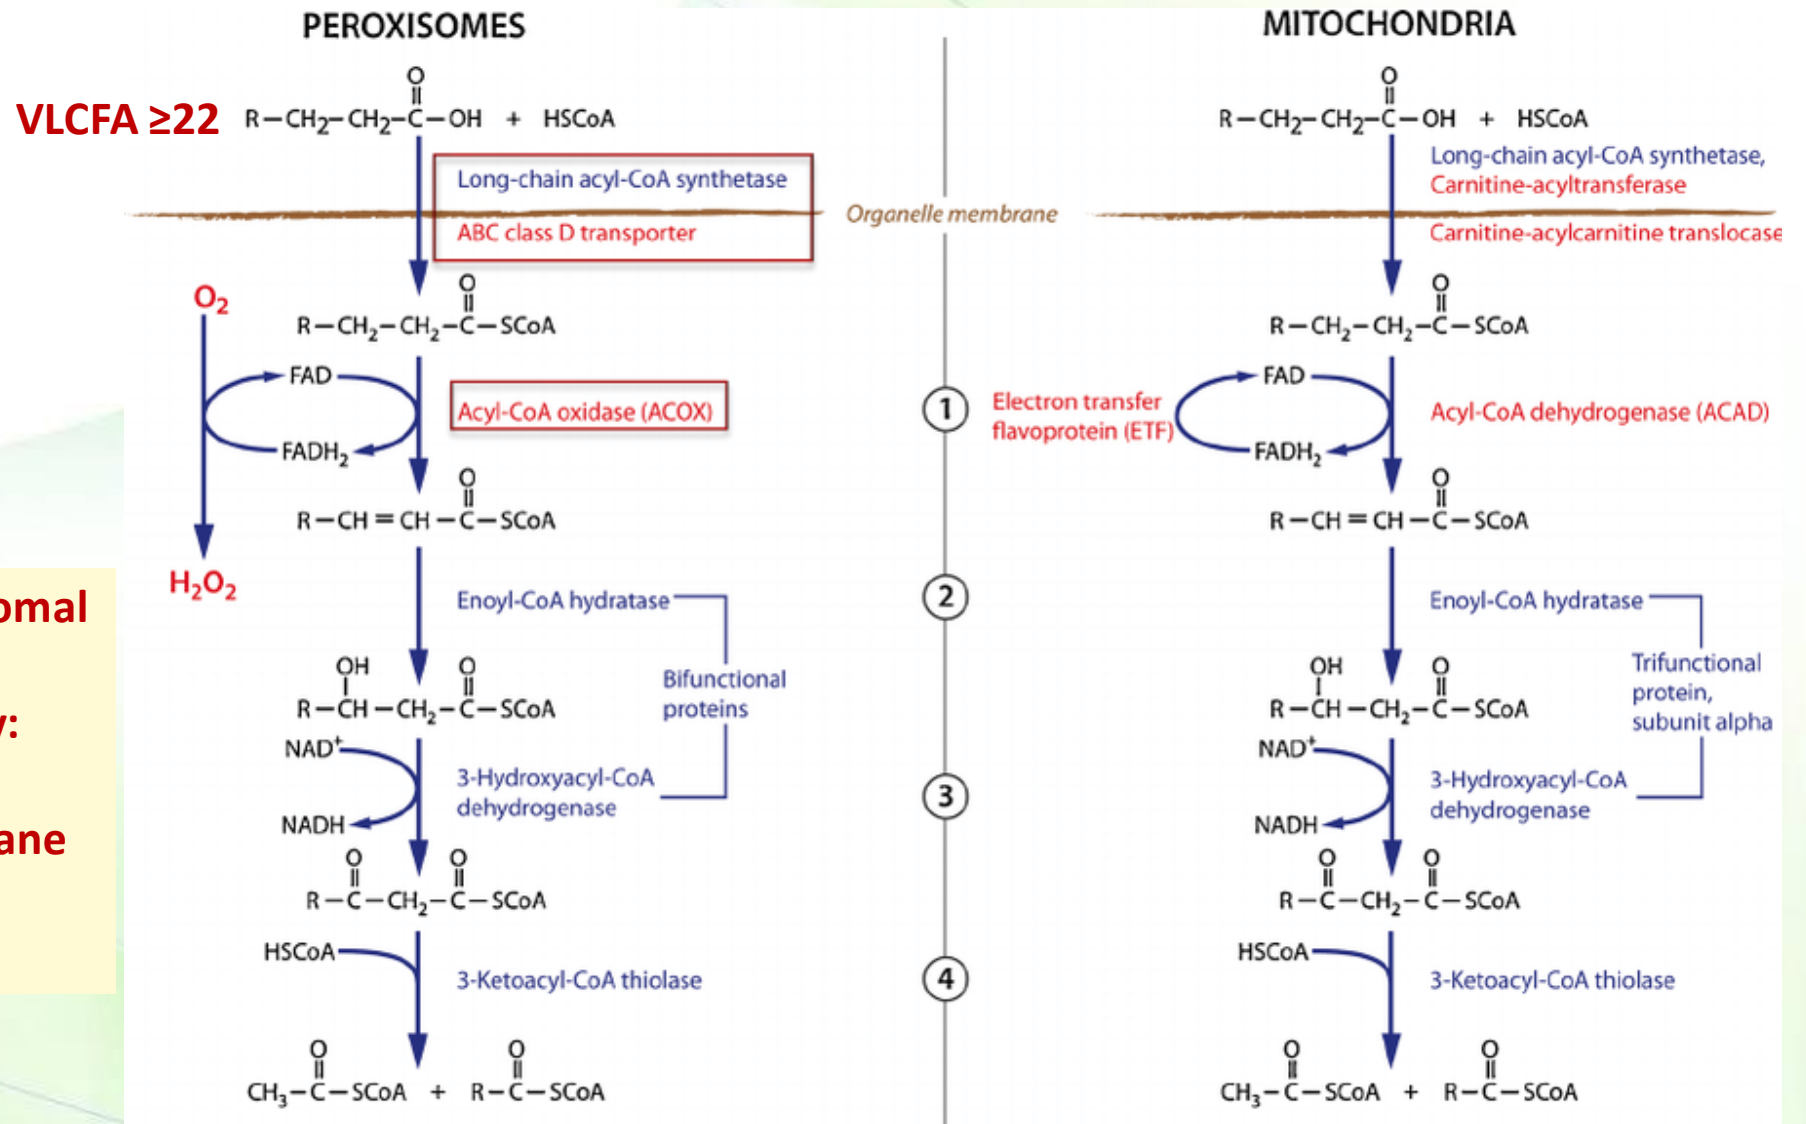 PEROXISOMES
VLCFA ≥22
R–CH₂–CH₂–C–OH + HSCoA
O
Long-chain acyl-CoA synthetase
ABC class D transporter
O₂
O
R–CH₂–CH₂–C–SCoA
FAD
Acyl-CoA oxidase (ACOX)
FADH₂
O
R–CH=CH–C–SCoA
H₂O₂
Enoyl-CoA hydratase
Bifunctional
proteins
OH O
R–CH–CH₂–C–SCoA
NAD⁺
3-Hydroxyacyl-CoA
dehydrogenase
NADH
O O
R–C–CH₂–C–SCoA
HSCoA
3-Ketoacyl-CoA thiolase
O O
CH₃–C–SCoA + R–C–SCoA
Organelle membrane
1
2
3
4
MITOCHONDRIA
O
R–CH₂–CH₂–C–OH + HSCoA
Long-chain acyl-CoA synthetase,
Carnitine-acyltransferase
Carnitine-acylcarnitine translocase
O
R–CH₂–CH₂–C–SCoA
FAD
Electron transfer
flavoprotein (ETF)
Acyl-CoA dehydrogenase (ACAD)
FADH₂
O
R–CH=CH–C–SCoA
Enoyl-CoA hydratase
Trifunctional
protein,
subunit alpha
OH O
R–CH–CH₂–C–SCoA
NAD⁺
3-Hydroxyacyl-CoA
dehydrogenase
NADH
O O
R–C–CH₂–C–SCoA
HSCoA
3-Ketoacyl-CoA thiolase
O O
CH₃–C–SCoA + R–C–SCoA